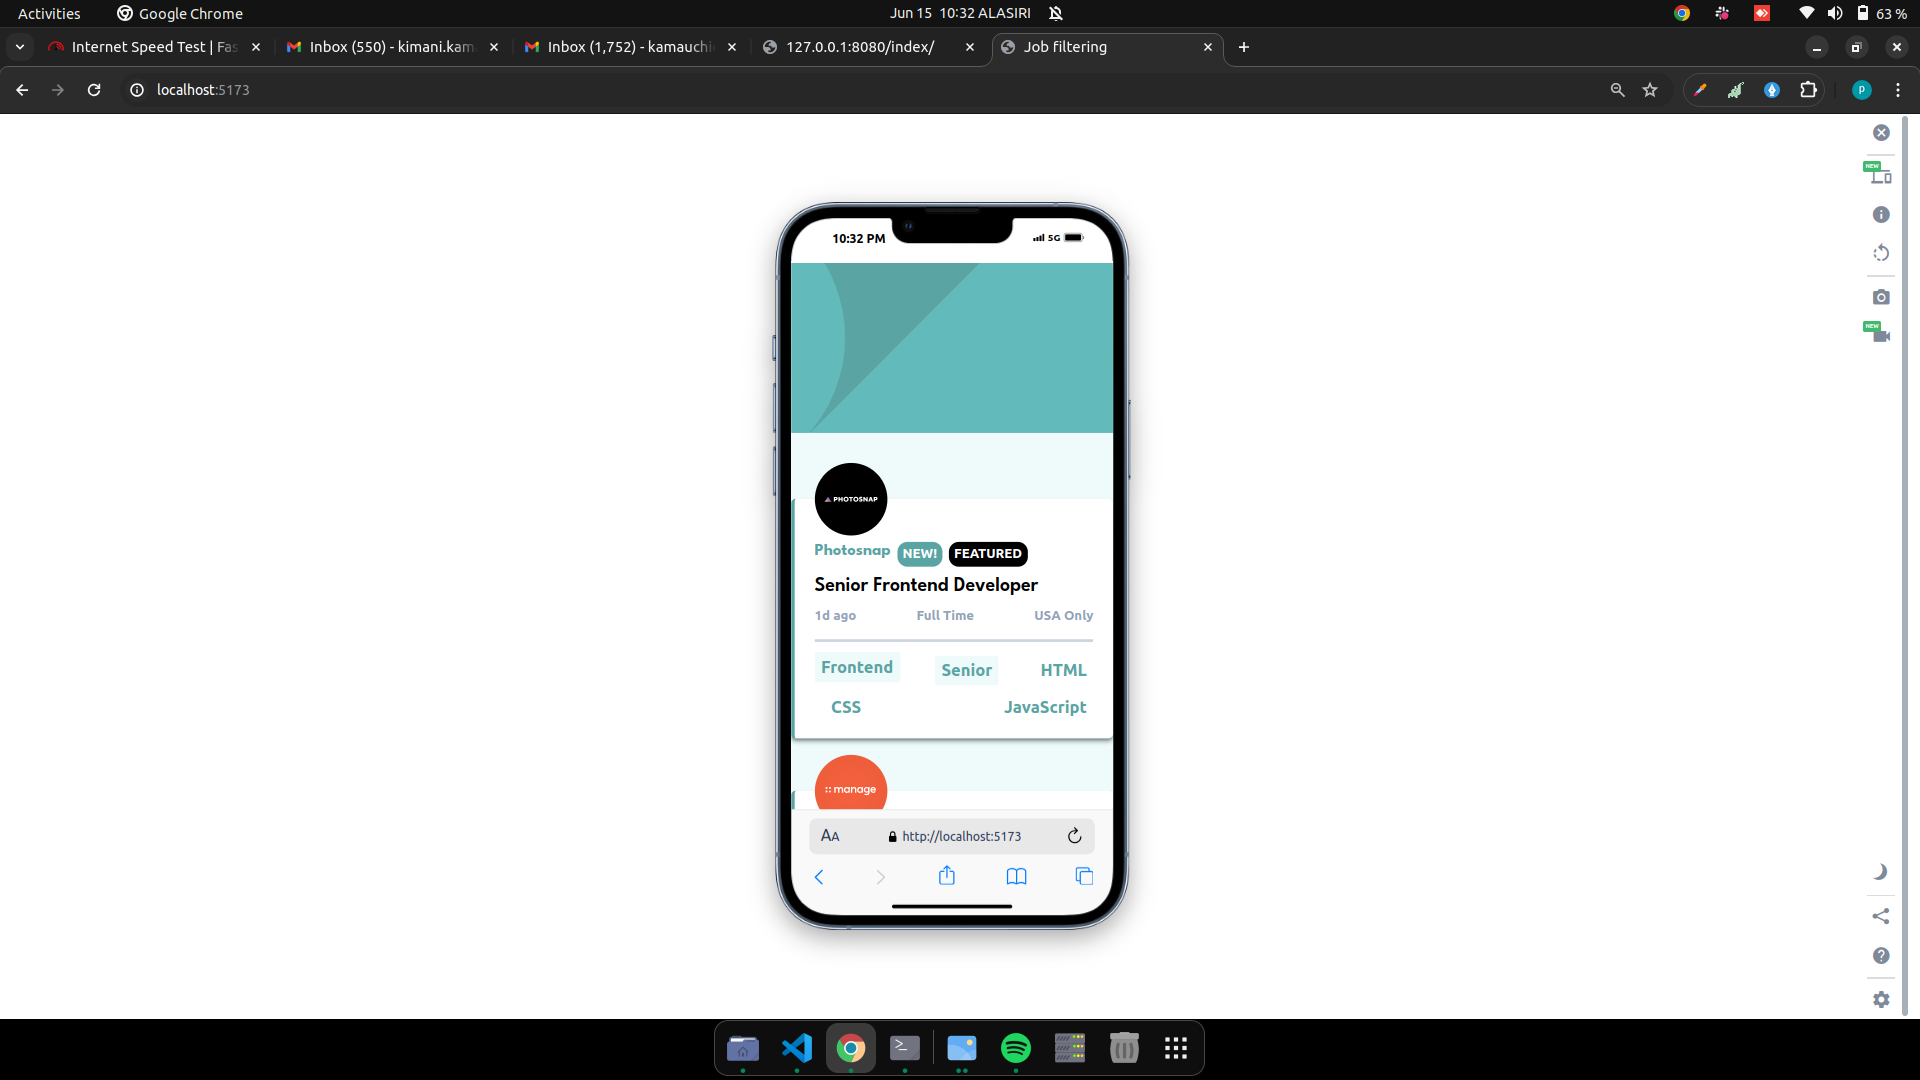 Activities Google Chrome Jun 15 10:32 ALASIRI 63 %
Internet Speed Test | Fas Inbox (550) - kimani.kam Inbox (1,752) - kamauchi 127.0.0.1:8080/index/ Job filtering
localhost:5173 P
NEW
NEW
10:32 PM 5G
PHOTOSNAP
Photosnap NEW! FEATURED
Senior Frontend Developer
1d ago Full Time USA Only
Frontend Senior HTML
CSS JavaScript
manage
AA http://localhost:5173